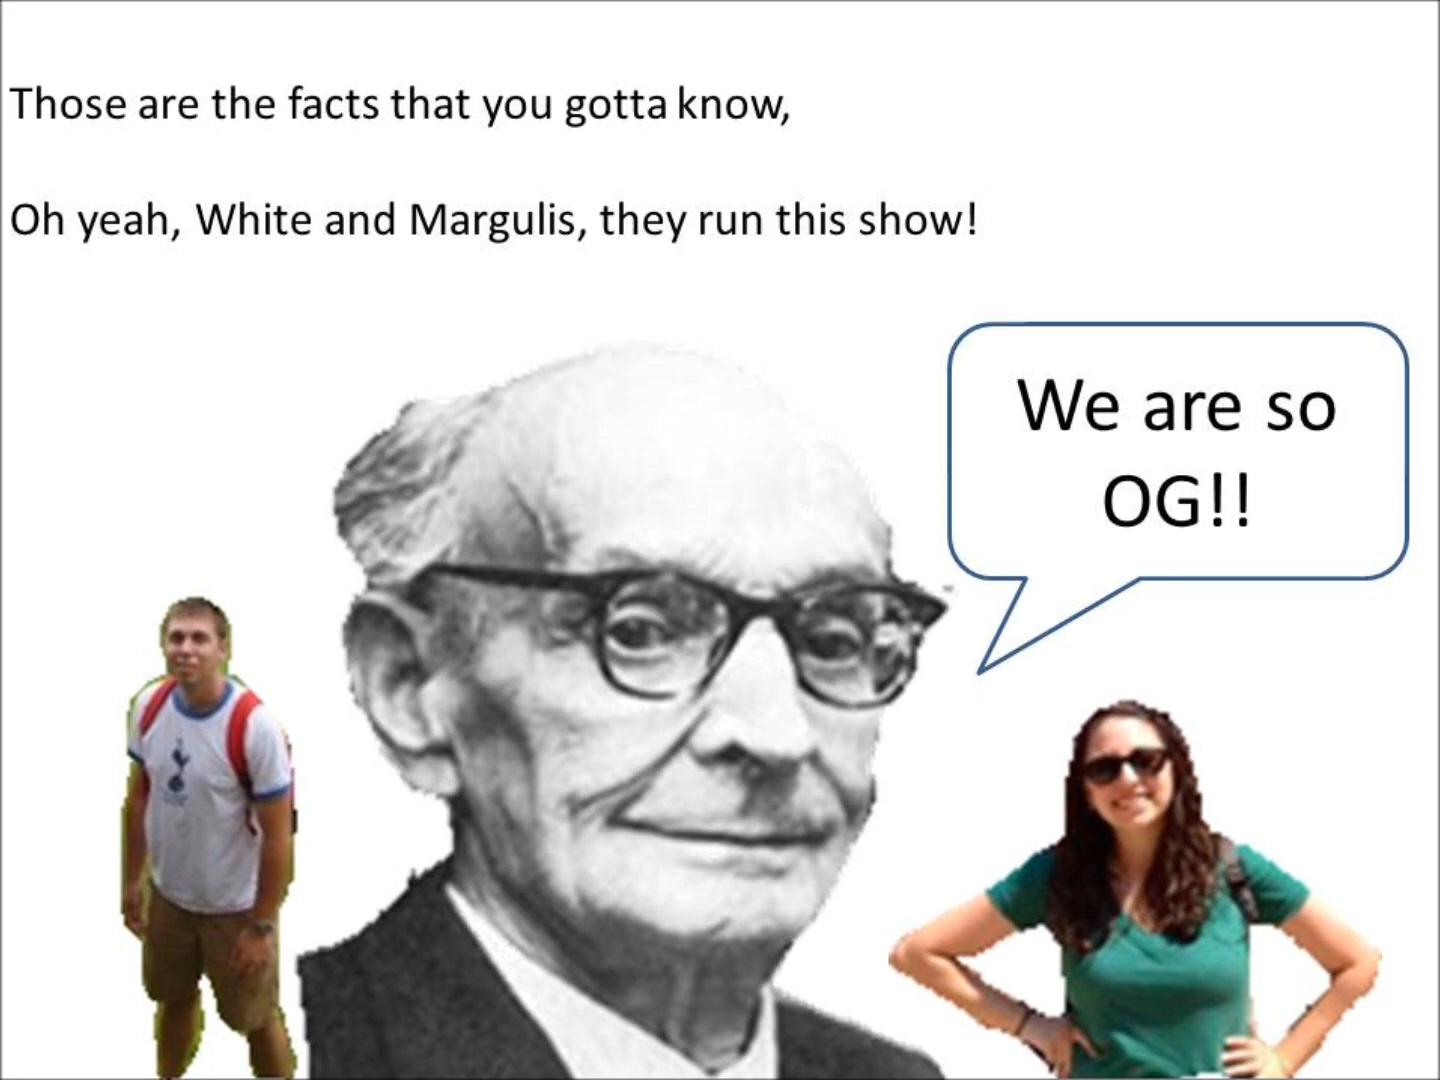 Those are the facts that you gotta know,
Oh yeah, White and Margulis, they run this show!
We are so
OG!!